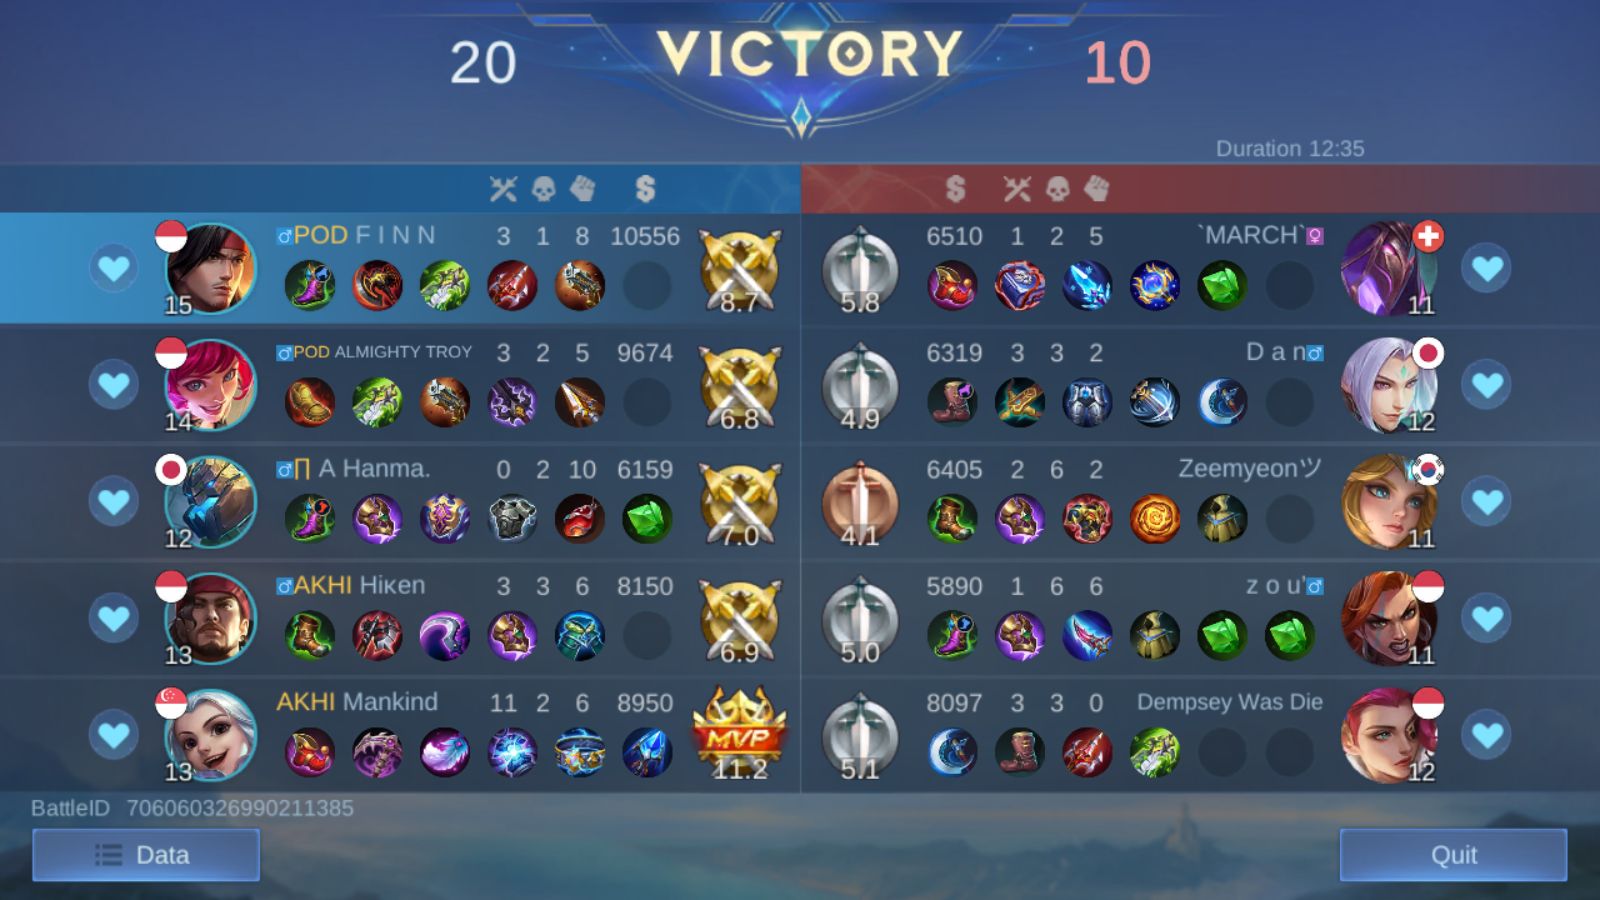 20 VICTORY 10
Duration 12:35
POD F I N N 3 1 8 10556
15 8.7
6510 1 2 5 `MARCH`
5.8 11
POD ALMIGHTY TROY 3 2 5 9674
14 6.8
6319 3 3 2 D a n
4.9 12
∏ A Hanma. 0 2 10 6159
12 7.0
6405 2 6 2 Zeemyeonツ
4.1 11
AKHI Hiкen 3 3 6 8150
13 6.9
5890 1 6 6 z o u'
5.0 11
AKHI Mankind 11 2 6 8950
MVP
13 11.2
8097 3 3 0 Dempsey Was Die
5.1 12
BattleID 706060326990211385
Data Quit